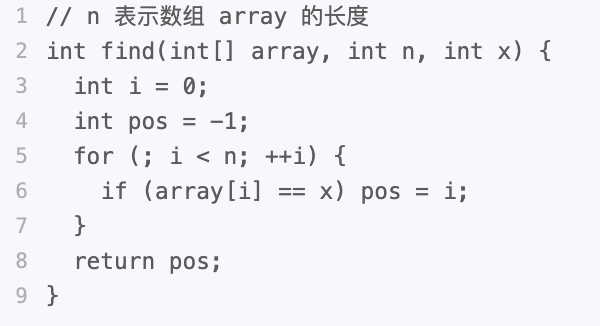 1 // n 表示数组 array 的长度
2 int find(int[] array, int n, int x) {
3   int i = 0;
4   int pos = -1;
5   for (; i < n; ++i) {
6     if (array[i] == x) pos = i;
7   }
8   return pos;
9 }